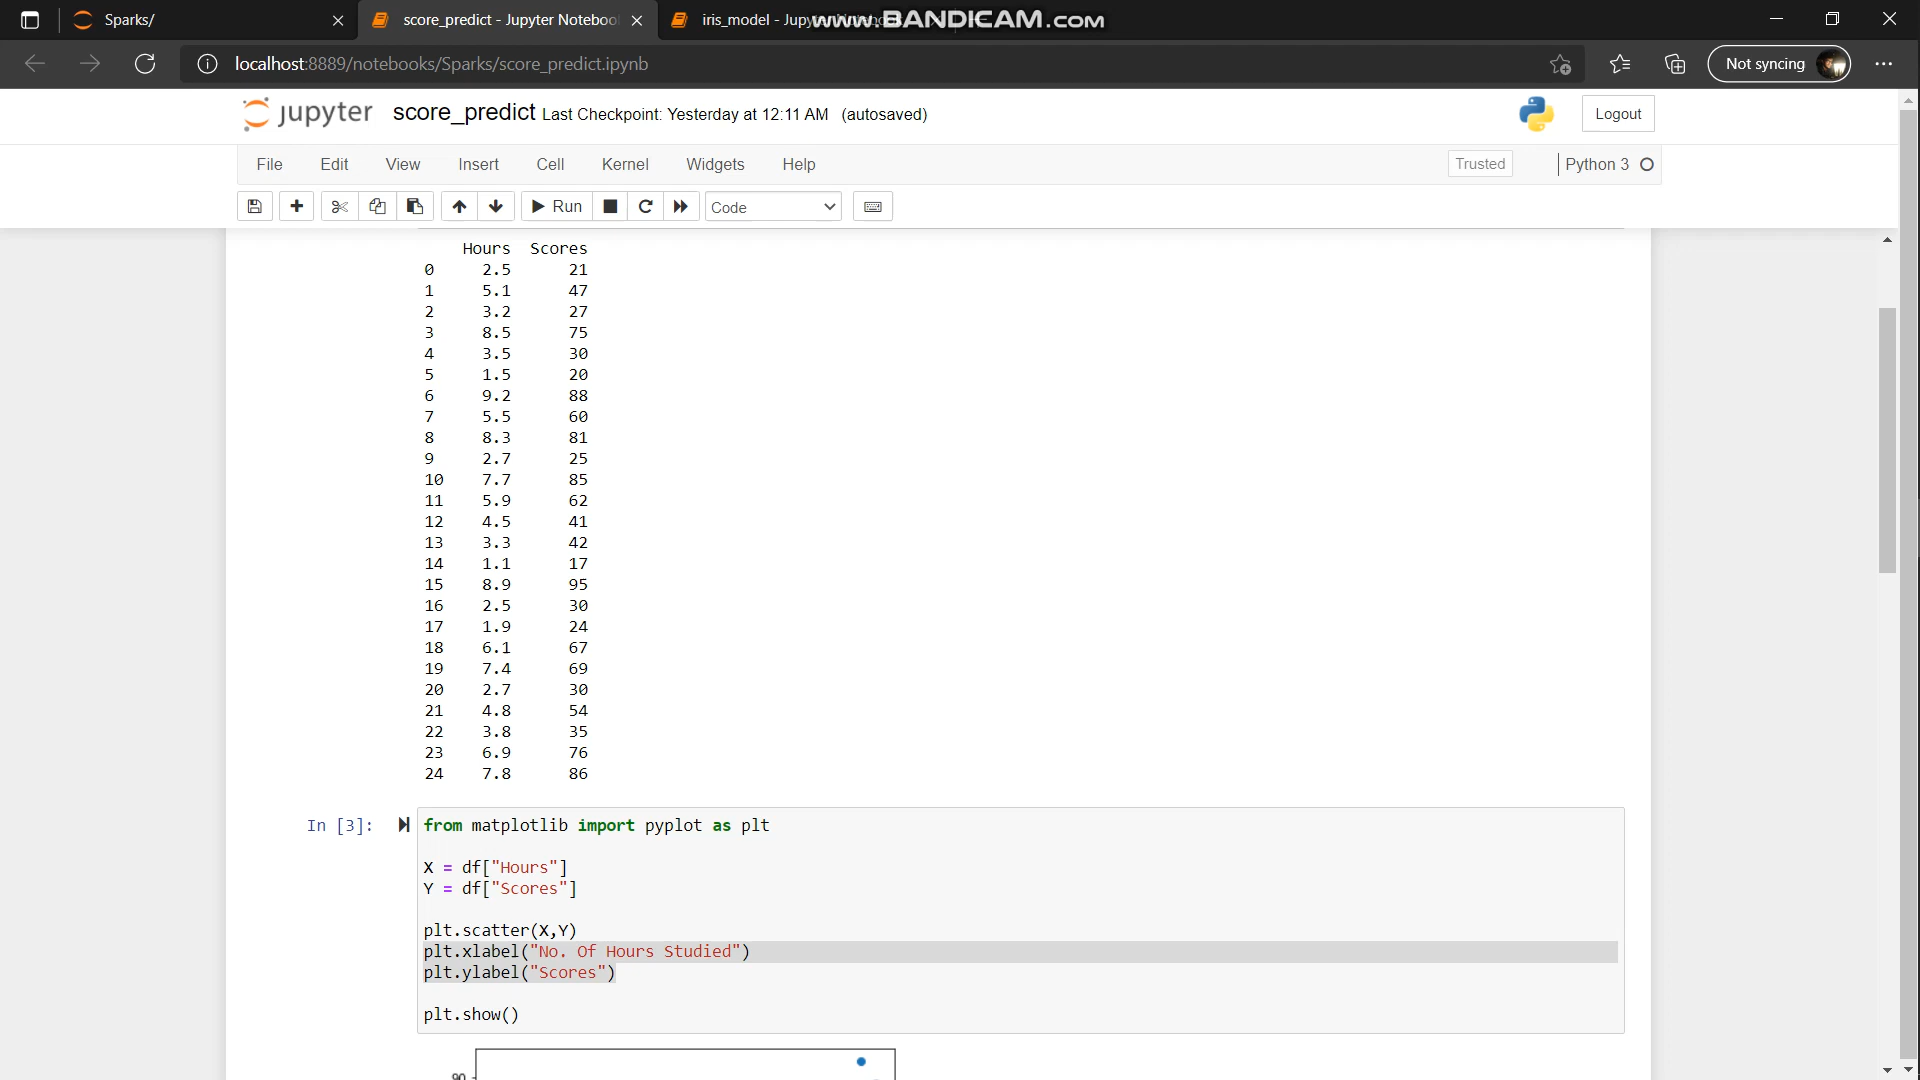 Sparks/
score_predict - Jupyter Noteboo
iris_model - Jupy
www.BANDICAM.com
localhost:8889/notebooks/Sparks/score_predict.ipynb
Not syncing
jupyter score_predict Last Checkpoint: Yesterday at 12:11 AM (autosaved)
Logout
File Edit View Insert Cell Kernel Widgets Help
Trusted
Python 3
Run
Code
Hours Scores
0 2.5 21
1 5.1 47
2 3.2 27
3 8.5 75
4 3.5 30
5 1.5 20
6 9.2 88
7 5.5 60
8 8.3 81
9 2.7 25
10 7.7 85
11 5.9 62
12 4.5 41
13 3.3 42
14 1.1 17
15 8.9 95
16 2.5 30
17 1.9 24
18 6.1 67
19 7.4 69
20 2.7 30
21 4.8 54
22 3.8 35
23 6.9 76
24 7.8 86
In [3]:
from matplotlib import pyplot as plt
X = df["Hours"]
Y = df["Scores"]
plt.scatter(X,Y)
plt.xlabel("No. Of Hours Studied")
plt.ylabel("Scores")
plt.show()
90